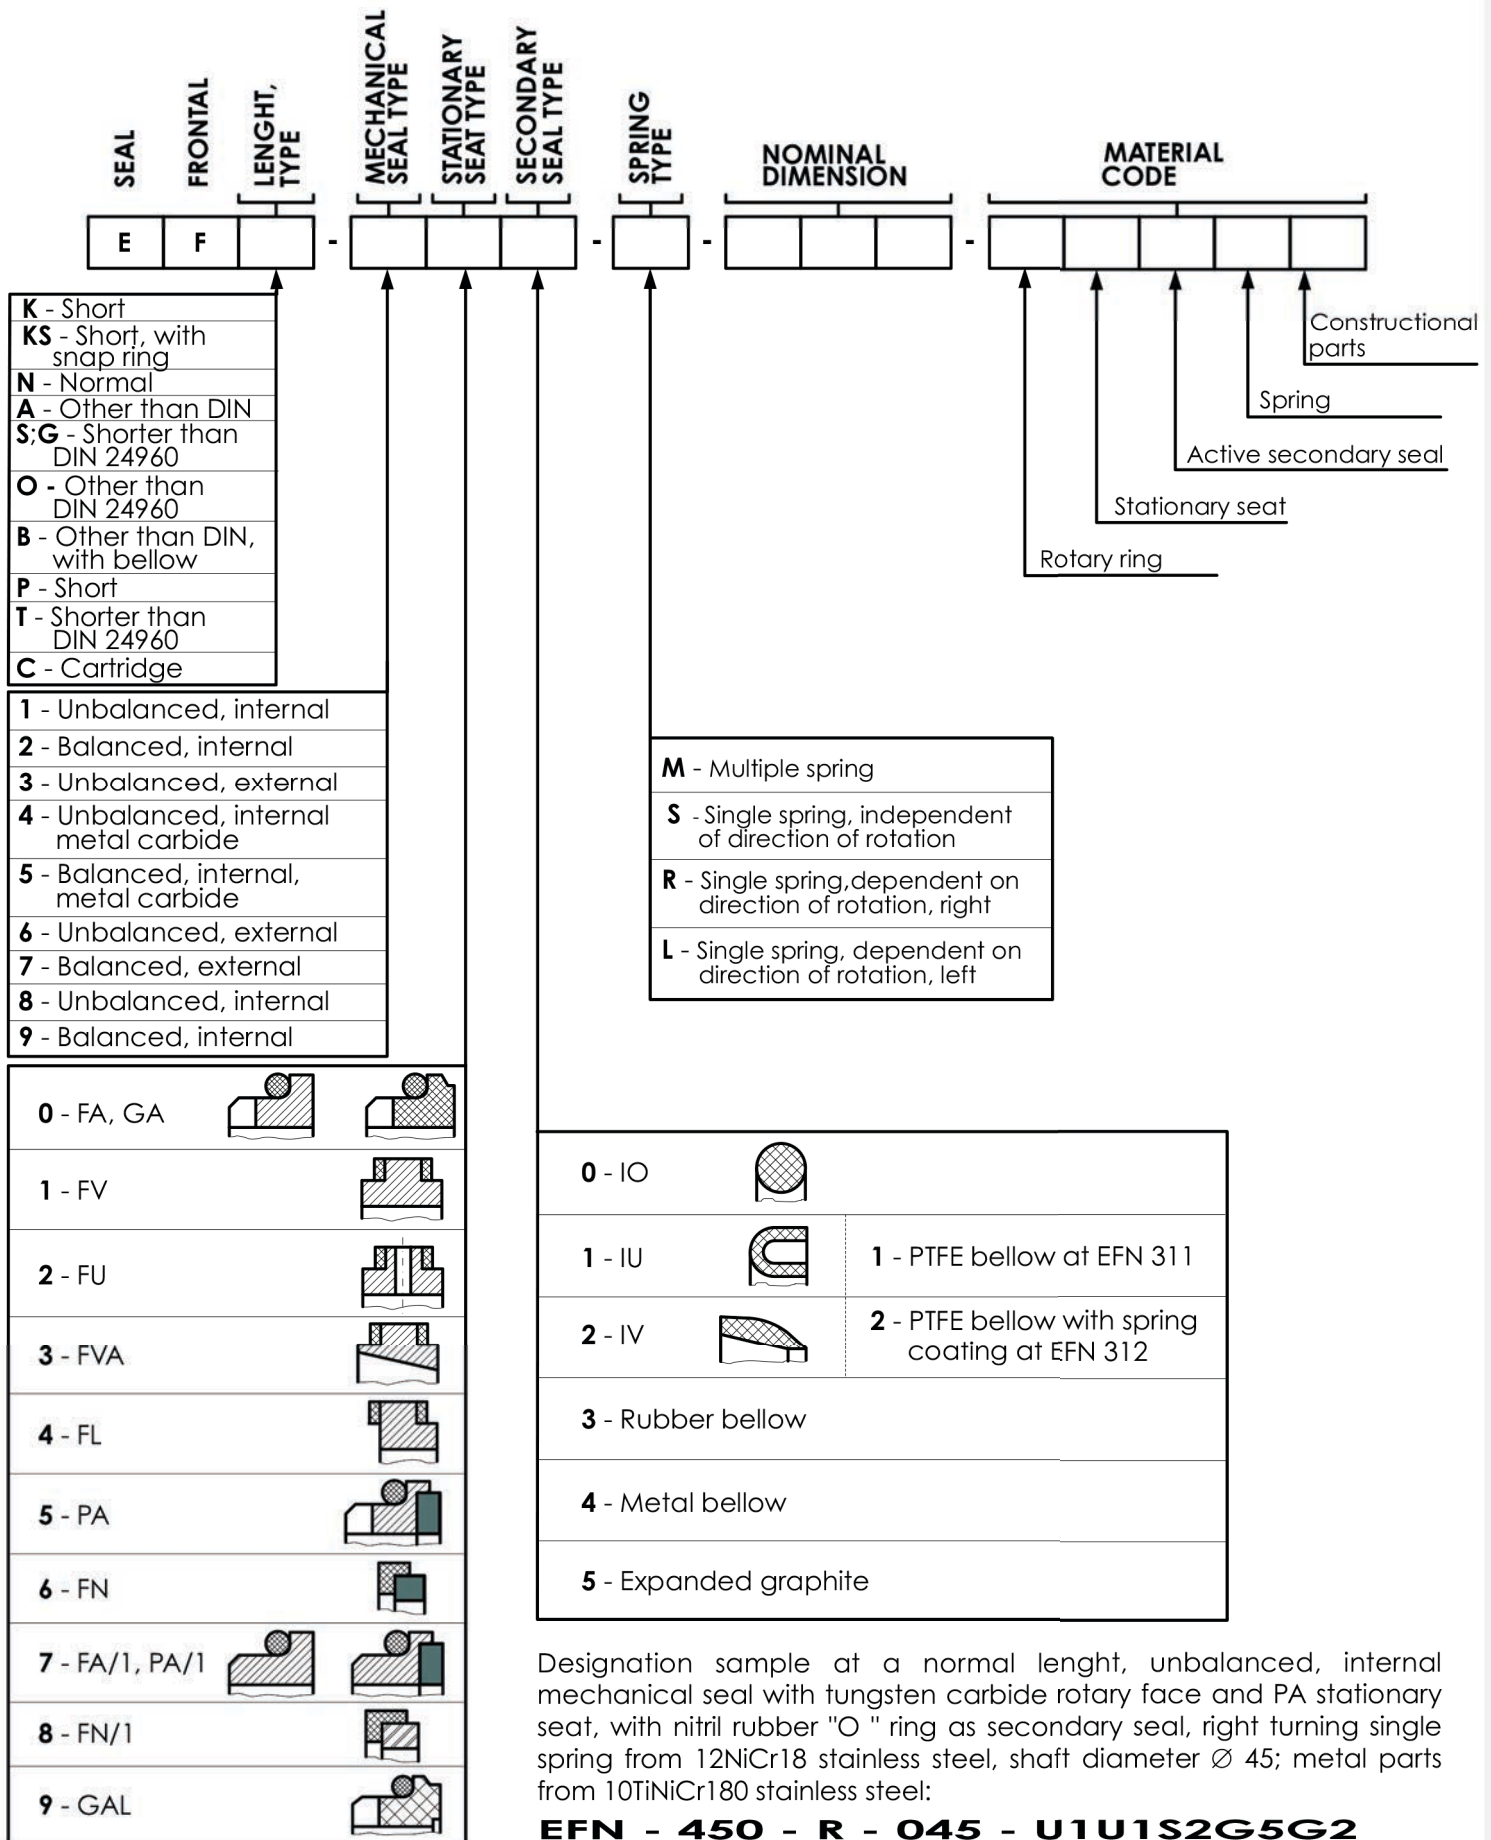 SEAL
FRONTAL
LENGHT,
TYPE
MECHANICAL
SEAL TYPE
STATIONARY
SEAT TYPE
SECONDARY
SEAL TYPE
SPRING
TYPE
NOMINAL
DIMENSION
MATERIAL
CODE
E F - - - -
K - Short
KS - Short, with
snap ring
N - Normal
A - Other than DIN
S;G - Shorter than
DIN 24960
O - Other than
DIN 24960
B - Other than DIN,
with bellow
P - Short
T - Shorter than
DIN 24960
C - Cartridge
Constructional
parts
Spring
Active secondary seal
Stationary seat
Rotary ring
1 - Unbalanced, internal
2 - Balanced, internal
3 - Unbalanced, external
4 - Unbalanced, internal
metal carbide
5 - Balanced, internal,
metal carbide
6 - Unbalanced, external
7 - Balanced, external
8 - Unbalanced, internal
9 - Balanced, internal
M - Multiple spring
S - Single spring, independent
of direction of rotation
R - Single spring,dependent on
direction of rotation, right
L - Single spring, dependent on
direction of rotation, left
0 - FA, GA
1 - FV
2 - FU
3 - FVA
4 - FL
5 - PA
6 - FN
7 - FA/1, PA/1
8 - FN/1
9 - GAL
0 - IO
1 - IU
1 - PTFE bellow at EFN 311
2 - IV
2 - PTFE bellow with spring
coating at EFN 312
3 - Rubber bellow
4 - Metal bellow
5 - Expanded graphite
Designation sample at a normal lenght, unbalanced, internal
mechanical seal with tungsten carbide rotary face and PA stationary
seat, with nitril rubber "O " ring as secondary seal, right turning single
spring from 12NiCr18 stainless steel, shaft diameter Ø 45; metal parts
from 10TiNiCr180 stainless steel:
EFN - 450 - R - 045 - U1U1S2G5G2